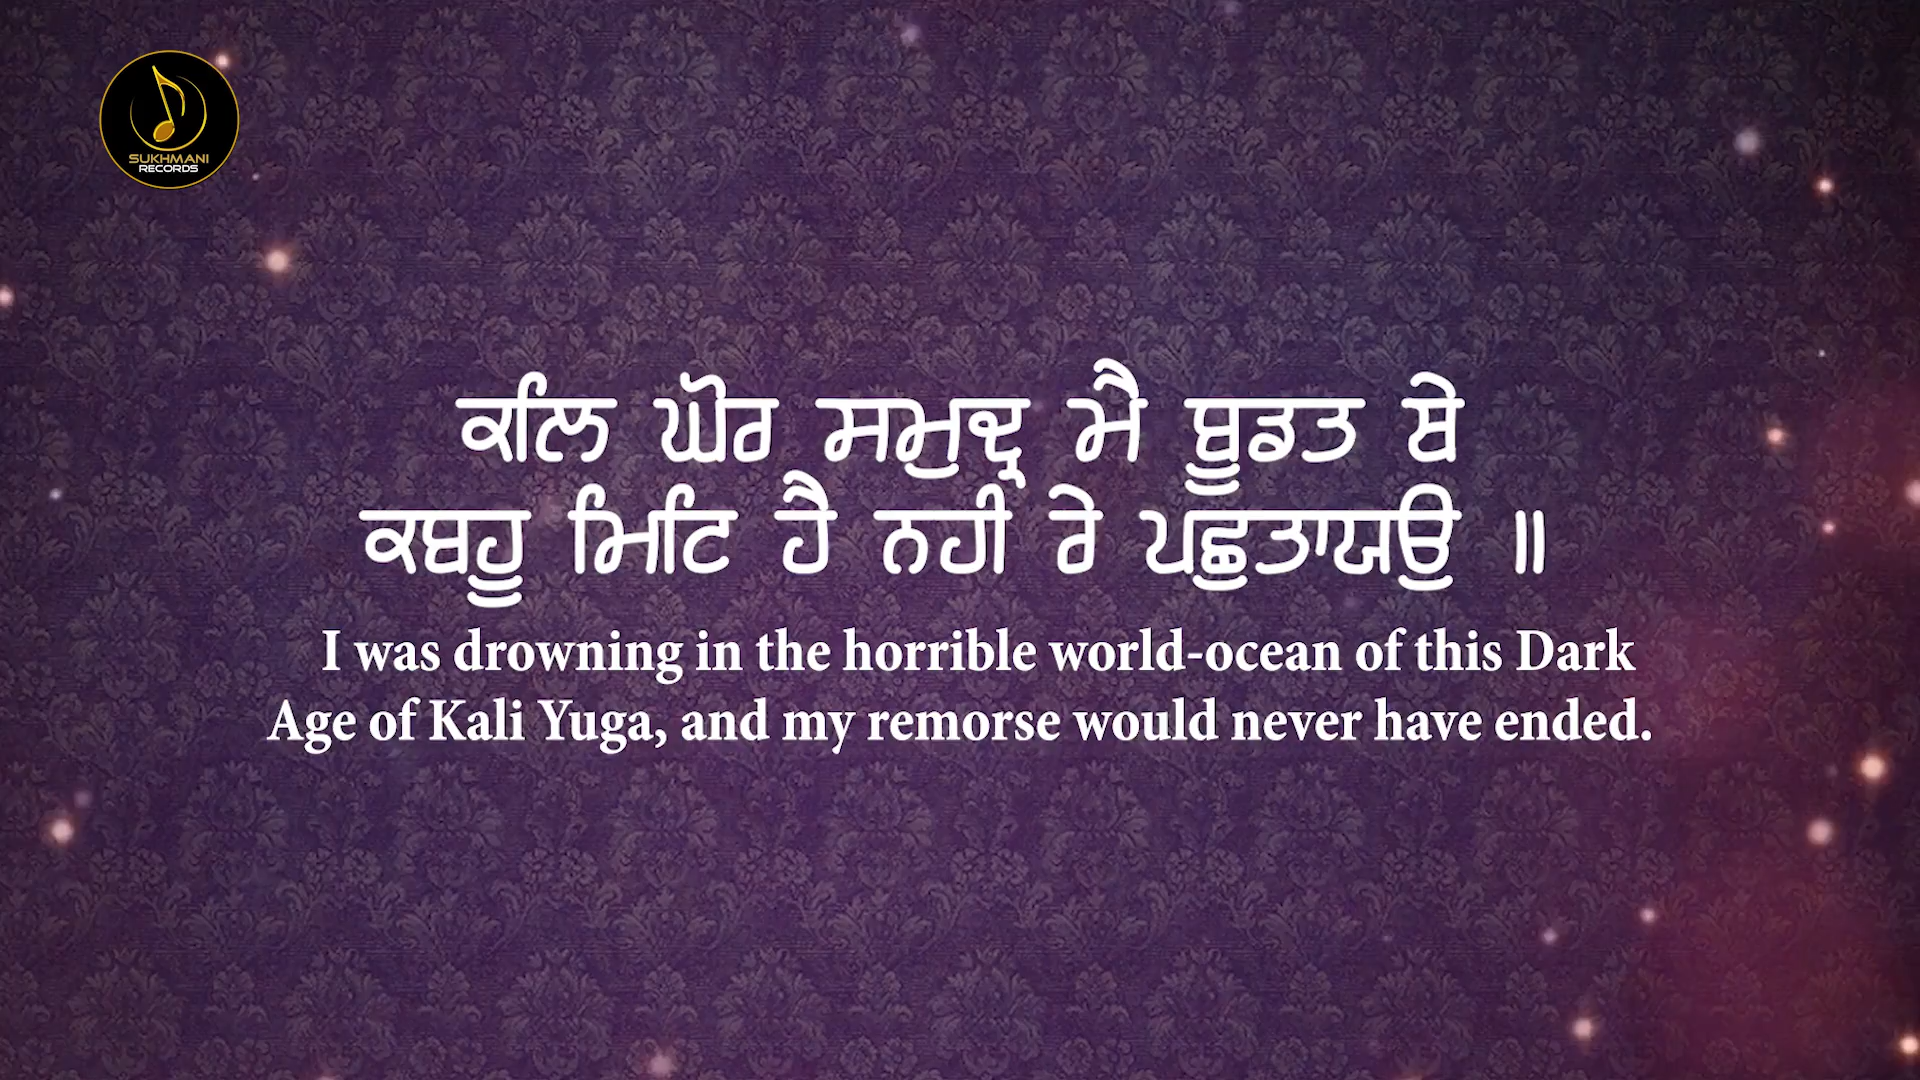 SUKHMANI
RECORDS
ਕਲਿ ਘੋਰ ਸਮੁਦ੍ਰ ਮੈ ਬੂਡਤ ਥੇ
ਕਬਹੂ ਮਿਟਿ ਹੈ ਨਹੀ ਰੇ ਪਛੁਤਾਯਉ ॥
I was drowning in the horrible world-ocean of this Dark
Age of Kali Yuga, and my remorse would never have ended.